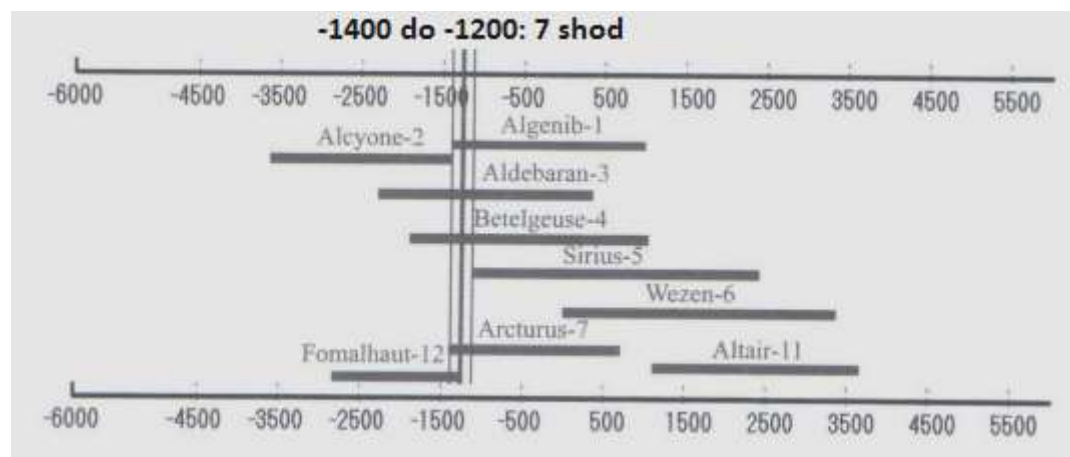 -1400 do -1200: 7 shod
-6000 -4500 -3500 -2500 -1500 -500 500 1500 2500 3500 4500 5500
Algenib-1
Alcyone-2
Aldebaran-3
Betelgeuse-4
Sirius-5
Wezen-6
Arcturus-7
Fomalhaut-12 Altair-11
-6000 -4500 -3500 -2500 -1500 -500 500 1500 2500 3500 4500 5500